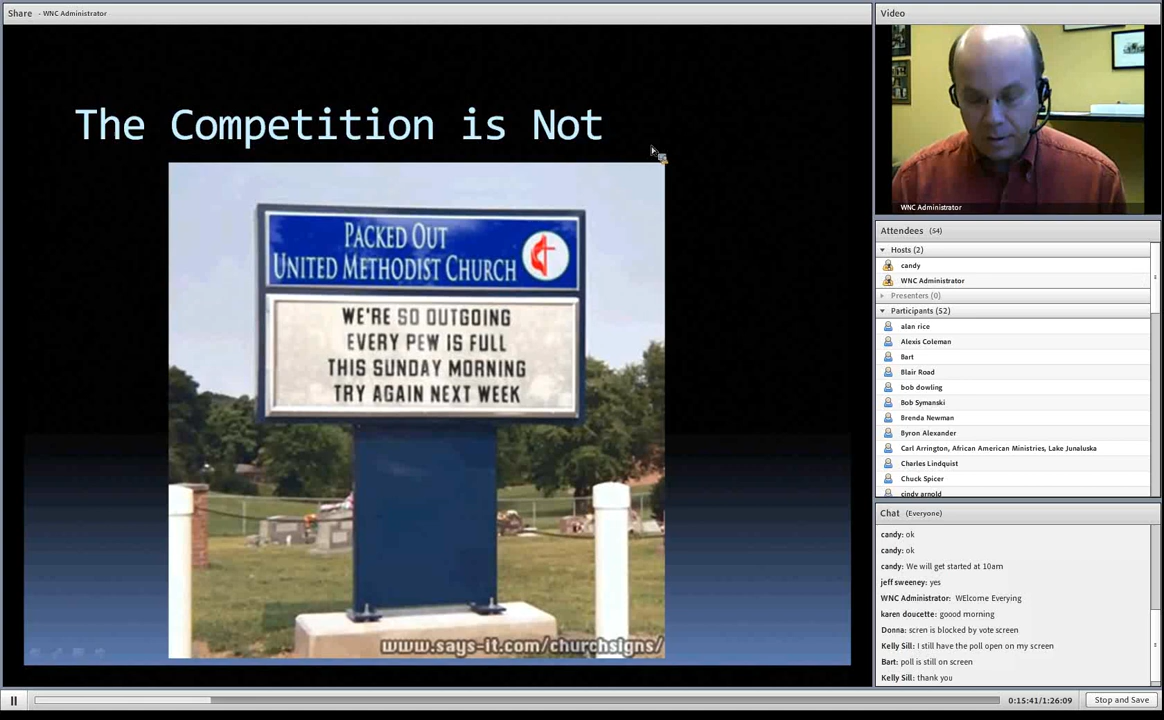 Share - WNC Administrator
The Competition is Not
PACKED OUT
UNITED METHODIST CHURCH
WE'RE SO OUTGOING
EVERY PEW IS FULL
THIS SUNDAY MORNING
TRY AGAIN NEXT WEEK
www.says-it.com/churchsigns/
Video
WNC Administrator
Attendees (54)
Hosts (2)
candy
WNC Administrator
Presenters (0)
Participants (52)
alan rice
Alexis Coleman
Bart
Blair Road
bob dowling
Bob Symanski
Brenda Newman
Byron Alexander
Carl Arrington, African American Ministries, Lake Junaluska
Charles Lindquist
Chuck Spicer
cindy arnold
Chat (Everyone)
candy: ok
candy: ok
candy: We will get started at 10am
jeff sweeney: yes
WNC Administrator: WElcome Everying
karen doucette: goood morning
Donna: scren is blocked by vote screen
Kelly Sill: I still have the poll open on my screen
Bart: poll is still on screen
Kelly Sill: thank you
0:15:41/1:26:09
Stop and Save